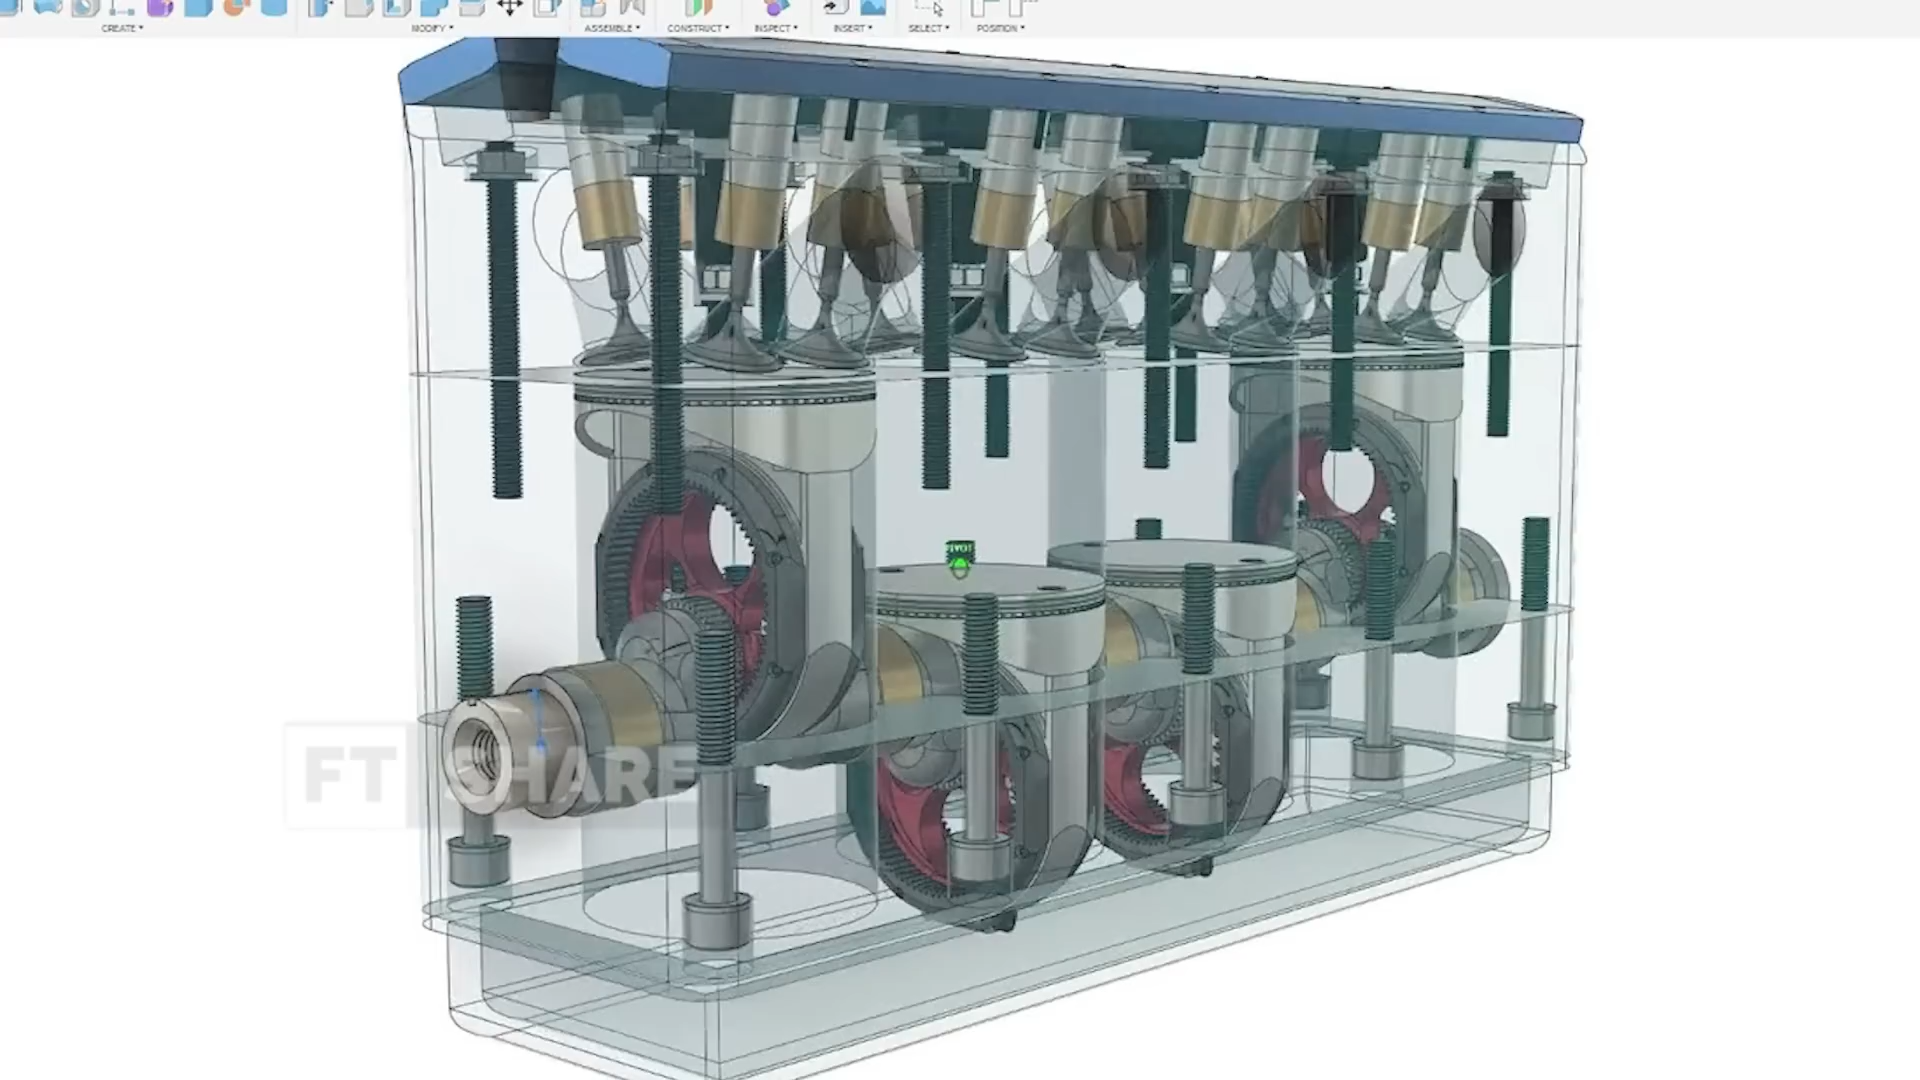 CREATE
MODIFY
ASSEMBLE
CONSTRUCT
INSPECT
INSERT
SELECT
POSITION
PIVOT
FT SHARE